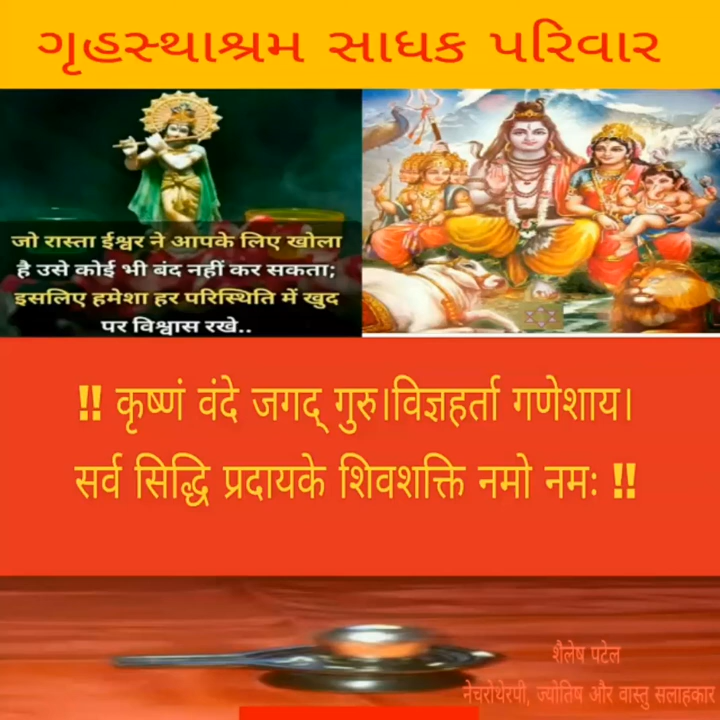 ગૃહસ્થાશ્રમ સાધક પરિવાર
जो रास्ता ईश्वर ने आपके लिए खोला
है उसे कोई भी बंद नहीं कर सकता;
इसलिए हमेशा हर परिस्थिति में खुद
पर विश्वास रखे..
!! कृष्णं वंदे जगद् गुरु।विज्ञहर्ता गणेशाय।
सर्व सिद्धि प्रदायके शिवशक्ति नमो नमः !!
शैलेष पटेल
नेचरोथेरपी, ज्योतिष और वास्तु सलाहकार